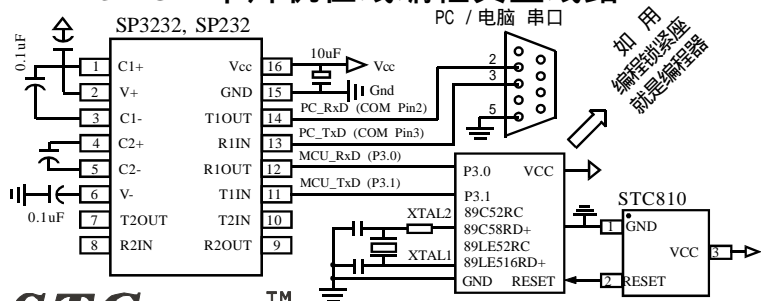 SP3232, SP232
PC / 电脑 串口
如 用
编程锁紧座
就是编程器
0.1uF
10uF
1 C1+ Vcc 16 Vcc
2 V+ GND 15 Gnd
3 C1- T1OUT 14 PC_RxD (COM Pin2)
4 C2+ R1IN 13 PC_TxD (COM Pin3)
5 C2- R1OUT 12 MCU_RxD (P3.0)
6 V- T1IN 11 MCU_TxD (P3.1)
7 T2OUT T2IN 10
8 R2IN R2OUT 9
0.1uF
2
3
5
P3.0 VCC
P3.1
89C52RC
89C58RD+
89LE52RC
89LE516RD+
GND RESET
XTAL2
XTAL1
STC810
1 GND
VCC 3
2 RESET
STC TM